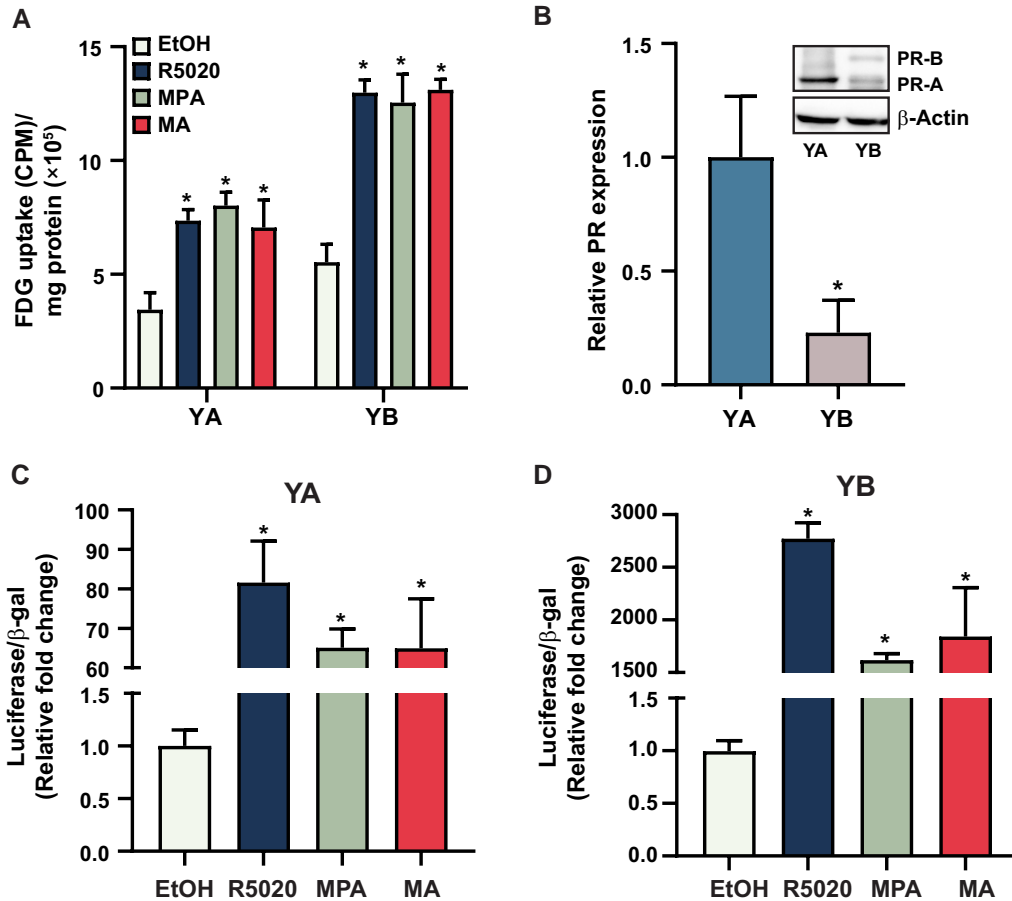 A
EtOH
R5020
MPA
MA
FDG uptake (CPM)/
mg protein (×10⁵)
15
10
5
0
*
*
*
*
*
*
YA
YB
B
Relative PR expression
1.5
1.0
0.5
0.0
*
PR-B
PR-A
β-Actin
YA
YB
YA
YB
C
YA
Luciferase/β-gal
(Relative fold change)
100
90
80
70
60
1.5
1.0
0.5
0.0
*
*
*
EtOH
R5020
MPA
MA
D
YB
Luciferase/β-gal
(Relative fold change)
3000
2500
2000
1500
1.5
1.0
0.5
0.0
*
*
*
EtOH
R5020
MPA
MA